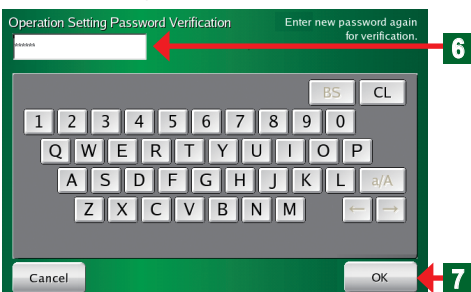 Operation Setting Password Verification
Enter new password again
for verification.
******
6
BS CL
1 2 3 4 5 6 7 8 9 0
Q W E R T Y U I O P
A S D F G H J K L a/A
Z X C V B N M ← →
Cancel OK
7